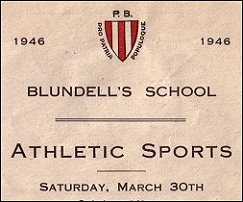 P. B.
PRO PATRIA POPULOQUE
1946 1946
BLUNDELL'S SCHOOL
ATHLETIC SPORTS
SATURDAY, MARCH 30TH